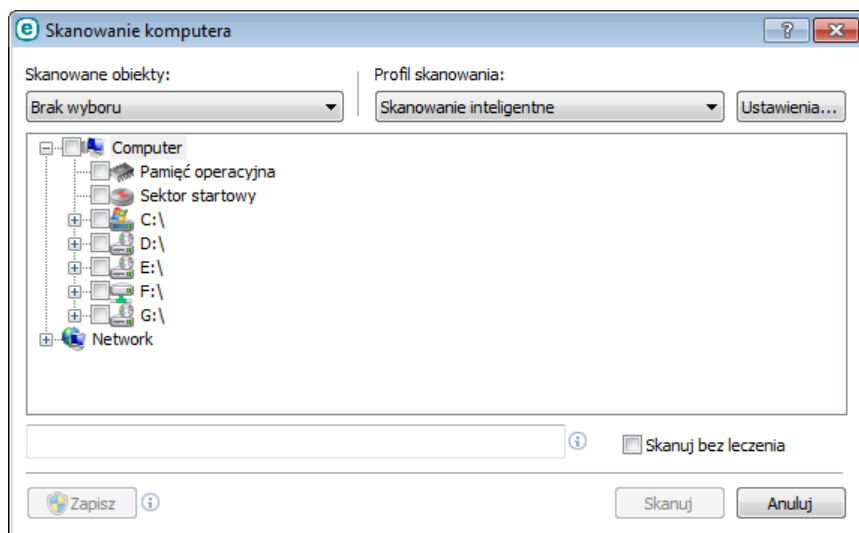 e Skanowanie komputera ?
Skanowane obiekty: Profil skanowania:
Brak wyboru Skanowanie inteligentne Ustawienia...
Computer
Pamięć operacyjna
Sektor startowy
C:\
D:\
E:\
F:\
G:\
Network
i Skanuj bez leczenia
Zapisz i Skanuj Anuluj